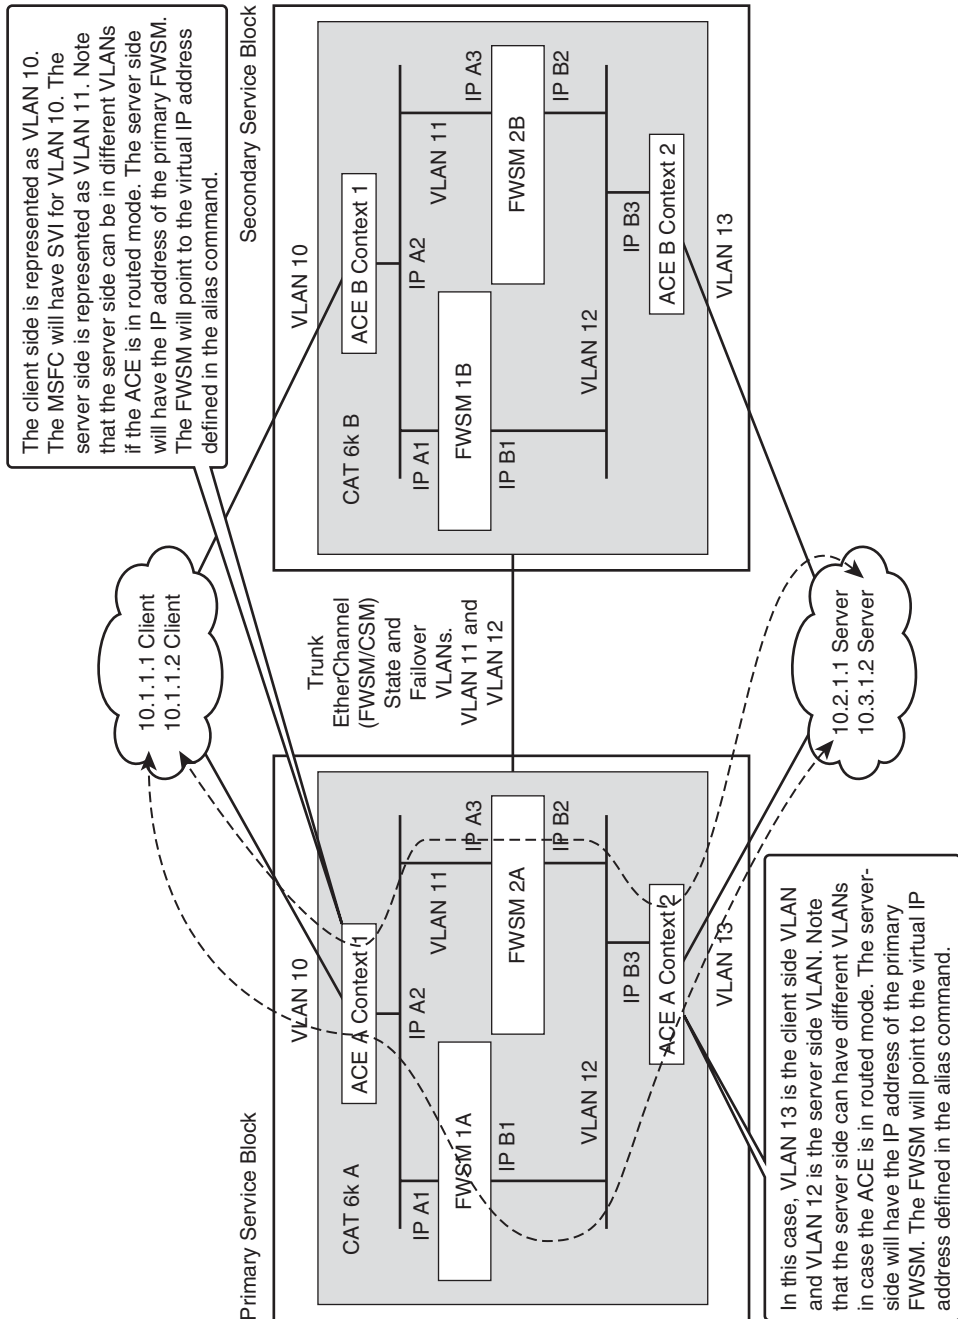 The client side is represented as VLAN 10.
The MSFC will have SVI for VLAN 10. The
server side is represented as VLAN 11. Note
that the server side can be in different VLANs
if the ACE is in routed mode. The server side
will have the IP address of the primary FWSM.
The FWSM will point to the virtual IP address
defined in the alias command.
Primary Service Block
CAT 6k A
VLAN 10
ACE A Context 1
IP A1
IP A2
IP A3
VLAN 11
FWSM 1A
FWSM 2A
IP B1
IP B2
VLAN 12
IP B3
ACE A Context 2
VLAN 13
10.1.1.1 Client
10.1.1.2 Client
Trunk
EtherChannel
(FWSM/CSM)
State and
Failover
VLANs.
VLAN 11 and
VLAN 12
10.2.1.1 Server
10.3.1.2 Server
Secondary Service Block
CAT 6k B
VLAN 10
ACE B Context 1
IP A1
IP A2
IP A3
VLAN 11
FWSM 1B
FWSM 2B
IP B1
IP B2
VLAN 12
IP B3
ACE B Context 2
VLAN 13
In this case, VLAN 13 is the client side VLAN
and VLAN 12 is the server side VLAN. Note
that the server side can have different VLANs
in case the ACE is in routed mode. The server-
side will have the IP address of the primary
FWSM. The FWSM will point to the virtual IP
address defined in the alias command.